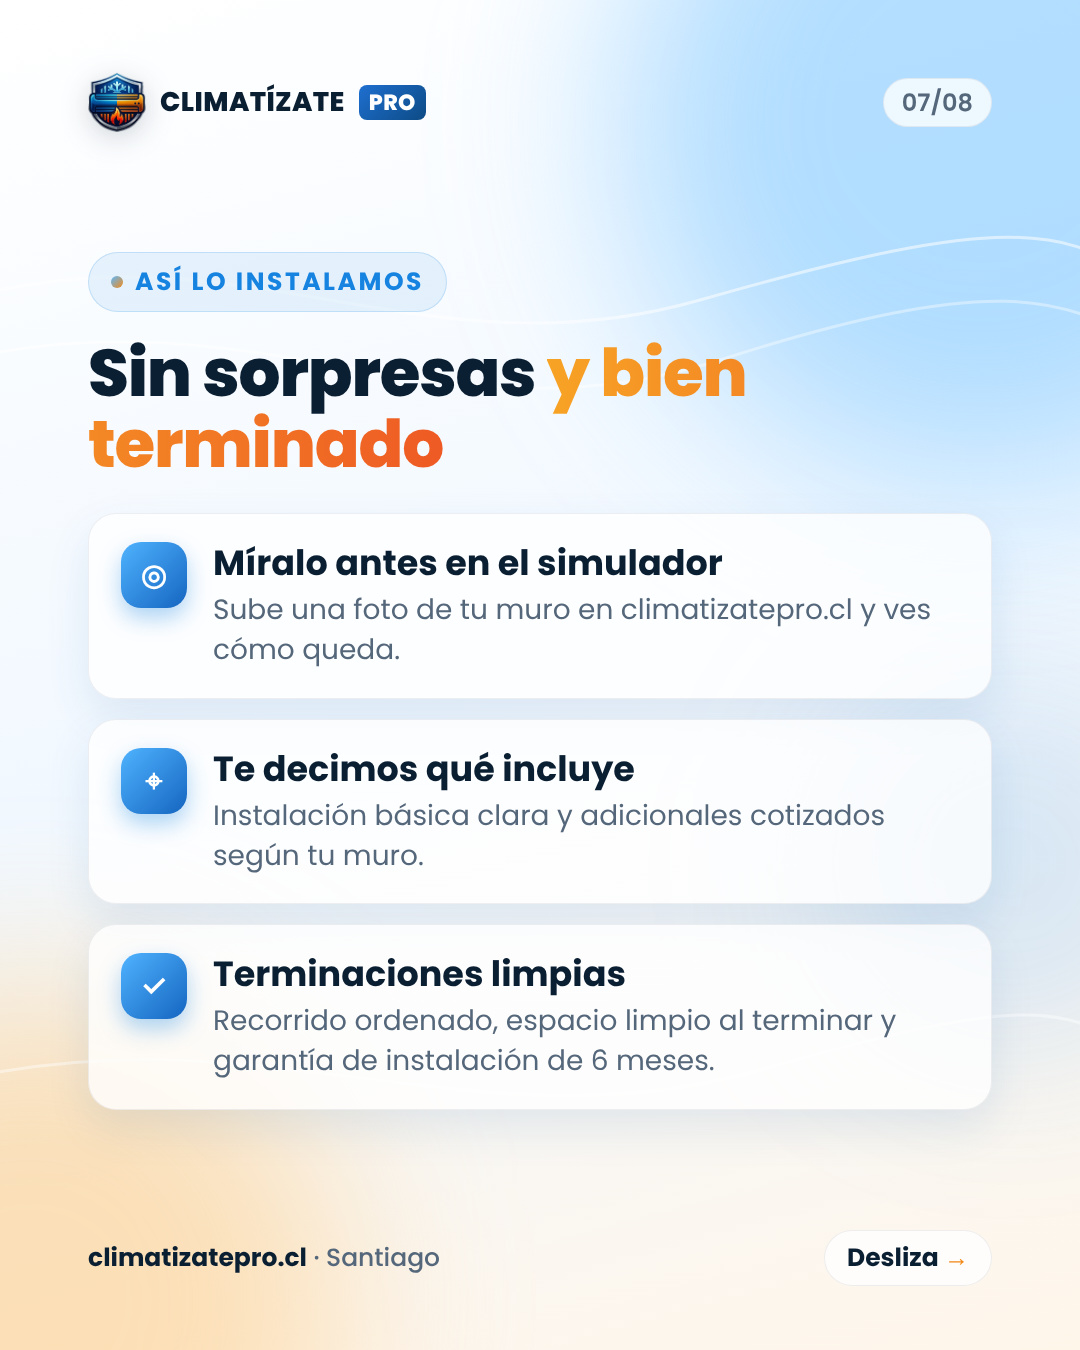 CLIMATÍZATE PRO
07/08
ASÍ LO INSTALAMOS
Sin sorpresas y bien
terminado
Míralo antes en el simulador
Sube una foto de tu muro en climatizatepro.cl y ves
cómo queda.
Te decimos qué incluye
Instalación básica clara y adicionales cotizados
según tu muro.
Terminaciones limpias
Recorrido ordenado, espacio limpio al terminar y
garantía de instalación de 6 meses.
climatizatepro.cl · Santiago
Desliza →